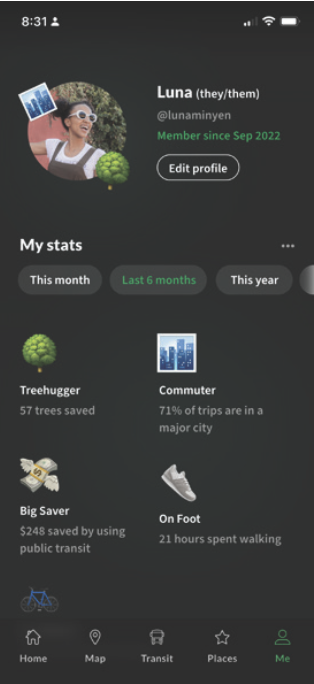 8:31
Luna (they/them)
@lunaminyen
Member since Sep 2022
Edit profile
My stats
This month
Last 6 months
This year
Treehugger
57 trees saved
Commuter
71% of trips are in a
major city
Big Saver
$248 saved by using
public transit
On Foot
21 hours spent walking
Home
Map
Transit
Places
Me